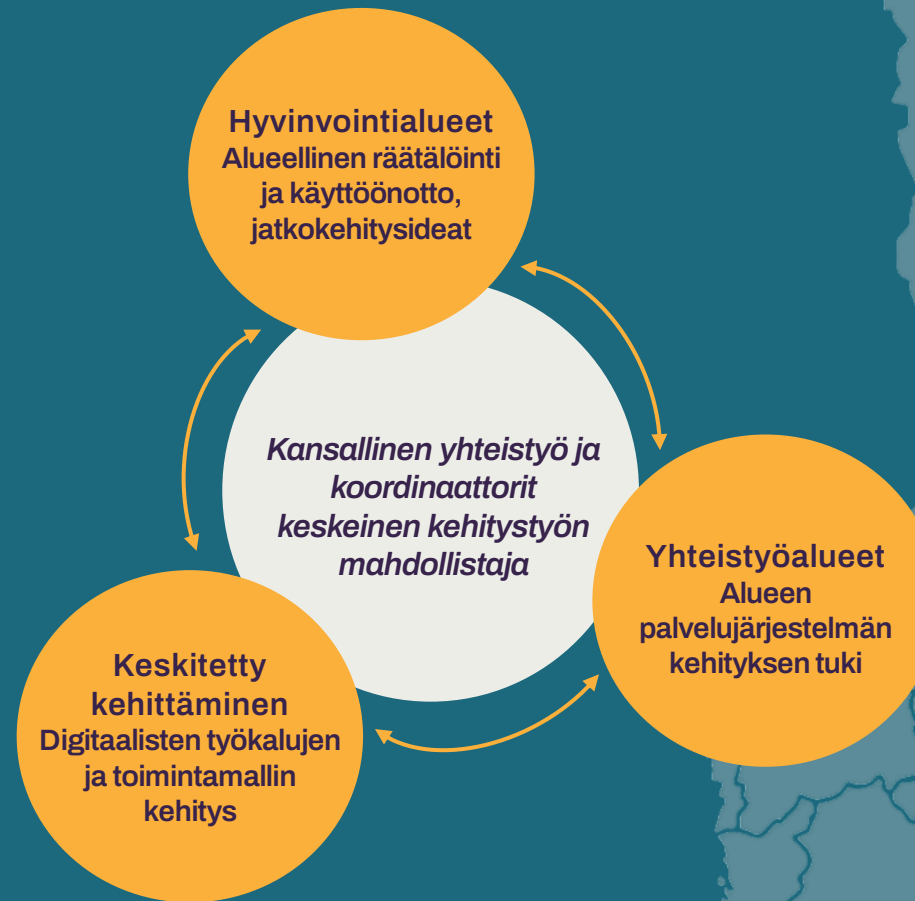 Hyvinvointialueet
Alueellinen räätälöinti
ja käyttöönotto,
jatkokehitysideat
Kansallinen yhteistyö ja
koordinaattorit
keskeinen kehitystyön
mahdollistaja
Yhteistyöalueet
Alueen
palvelujärjestelmän
kehityksen tuki
Keskitetty
kehittäminen
Digitaalisten työkalujen
ja toimintamallin
kehitys